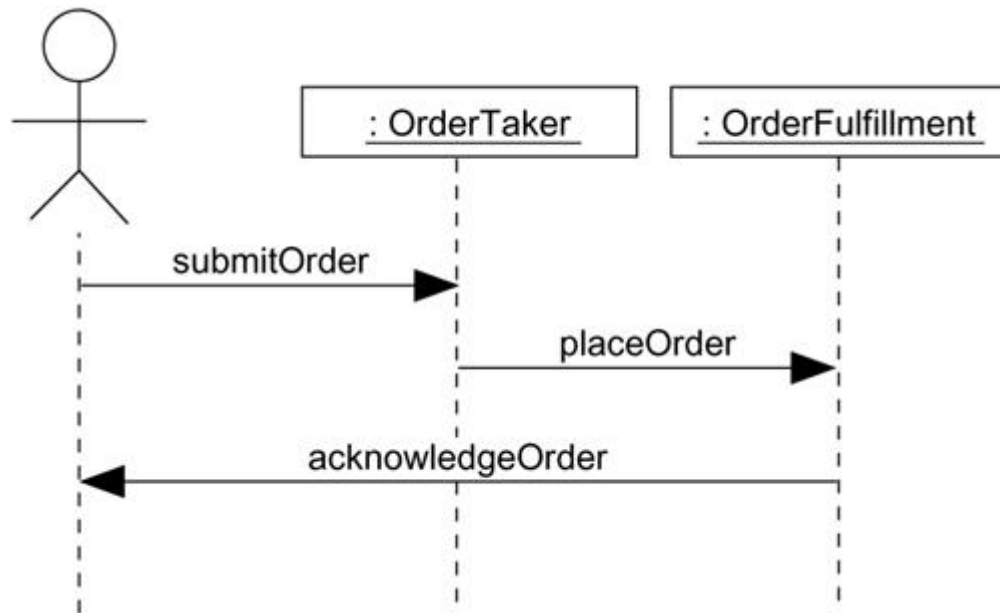 : OrderTaker
: OrderFulfillment
submitOrder
placeOrder
acknowledgeOrder